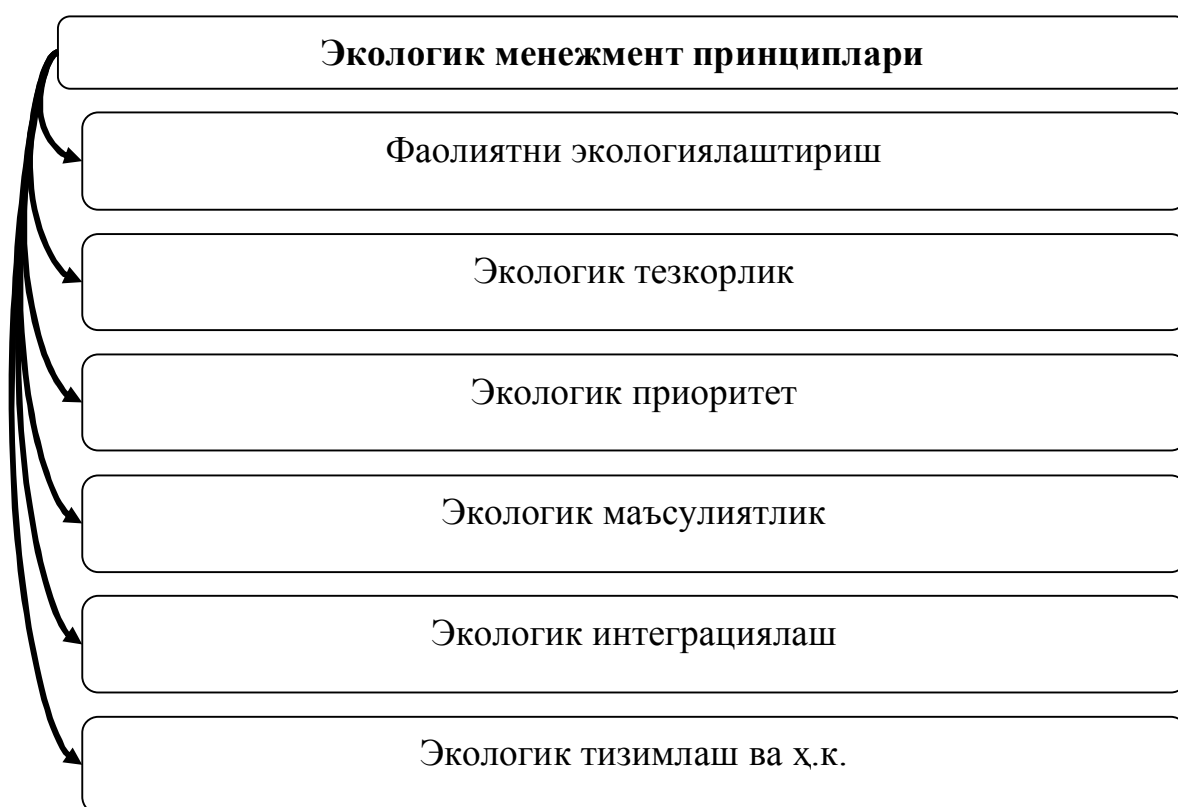 Экологик менежмент принциплари
Фаолиятни экологиялаштириш
Экологик тезкорлик
Экологик приоритет
Экологик маъсулиятлик
Экологик интеграциялаш
Экологик тизимлаш ва ҳ.к.